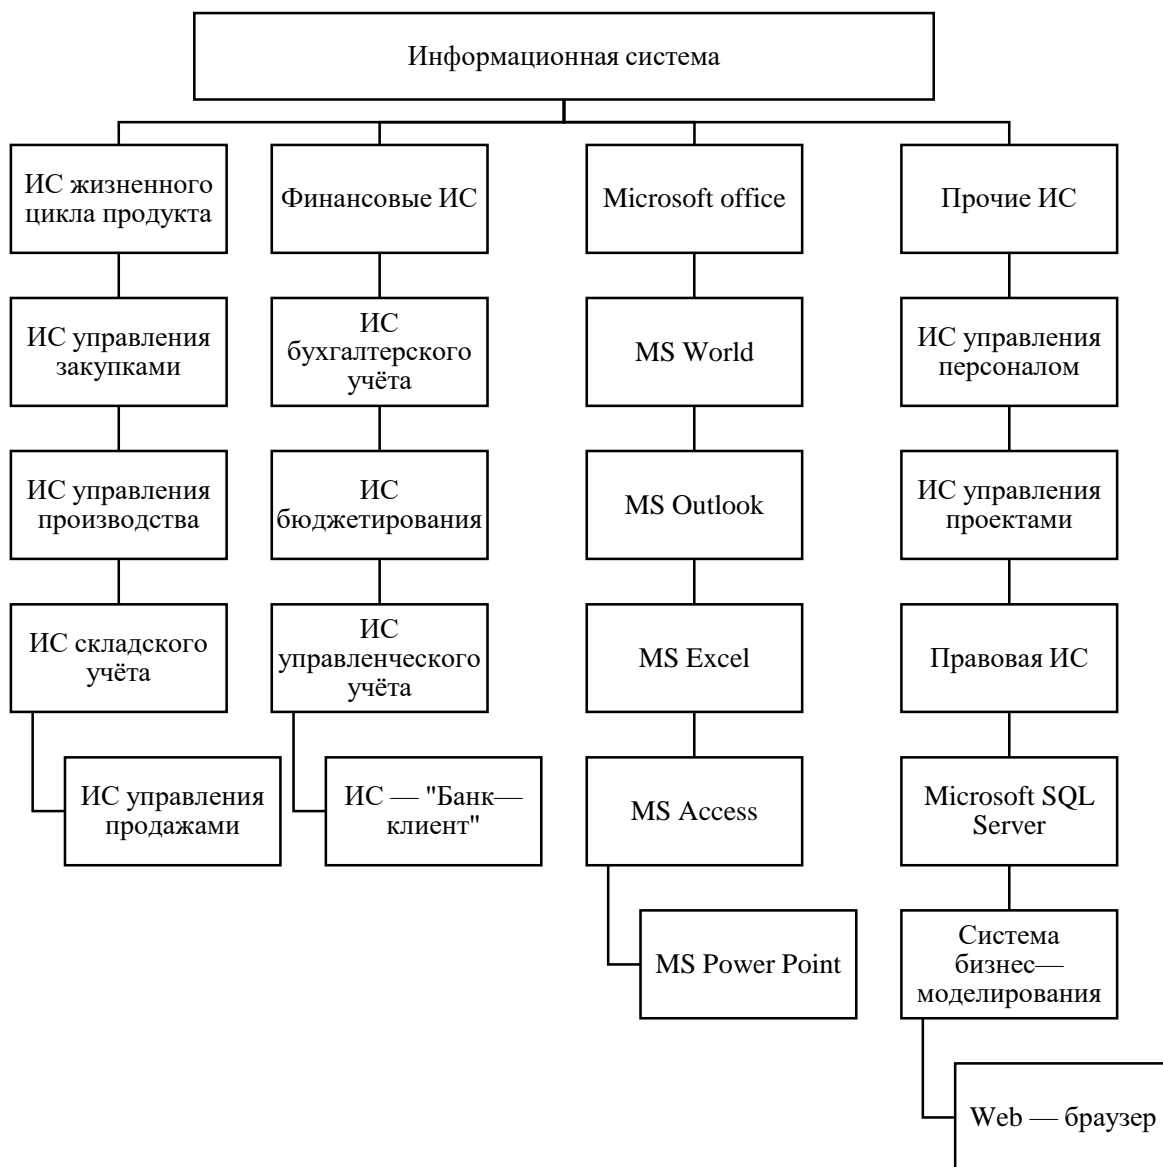 Информационная система
ИС жизненного
цикла продукта
Финансовые ИС
Microsoft office
Прочие ИС
ИС управления
закупками
ИС
бухгалтерского
учёта
MS World
ИС управления
персоналом
ИС управления
производства
ИС
бюджетирования
MS Outlook
ИС управления
проектами
ИС складского
учёта
ИС
управленческого
учёта
MS Excel
Правовая ИС
ИС управления
продажами
ИС — "Банк—
клиент"
MS Access
Microsoft SQL
Server
MS Power Point
Система
бизнес—
моделирования
Web — браузер